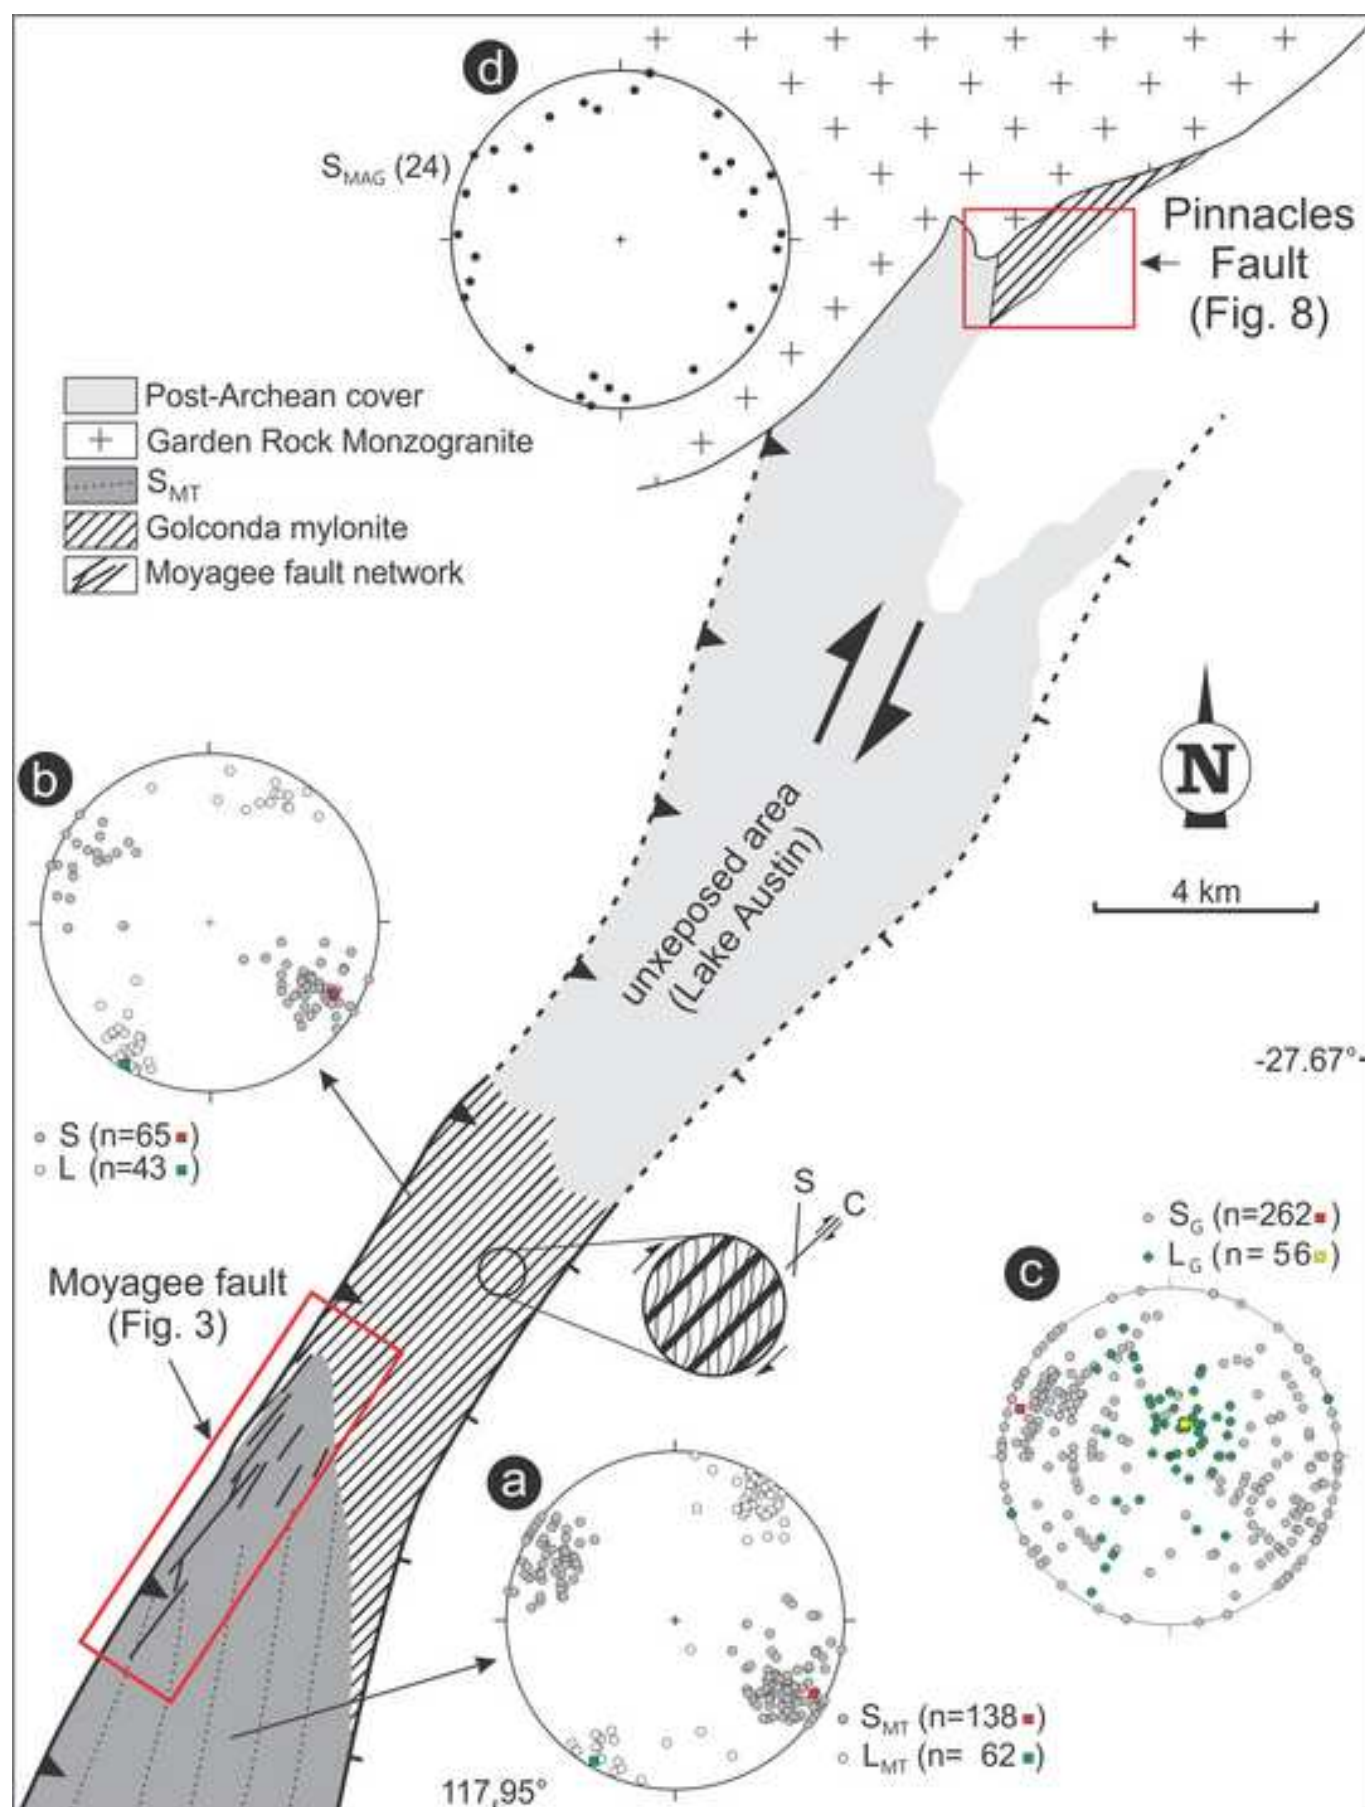 d
S_MAG (24)
Pinnacles
Fault
(Fig. 8)
Post-Archean cover
Garden Rock Monzogranite
S_MT
Golconda mylonite
Moyagee fault network
b
N
4 km
unxeposed area
(Lake Austin)
-27.67°
S (n=65 )
L (n=43 )
S
C
S_G (n=262 )
L_G (n= 56 )
c
Moyagee fault
(Fig. 3)
a
S_MT (n=138 )
L_MT (n= 62 )
117,95°